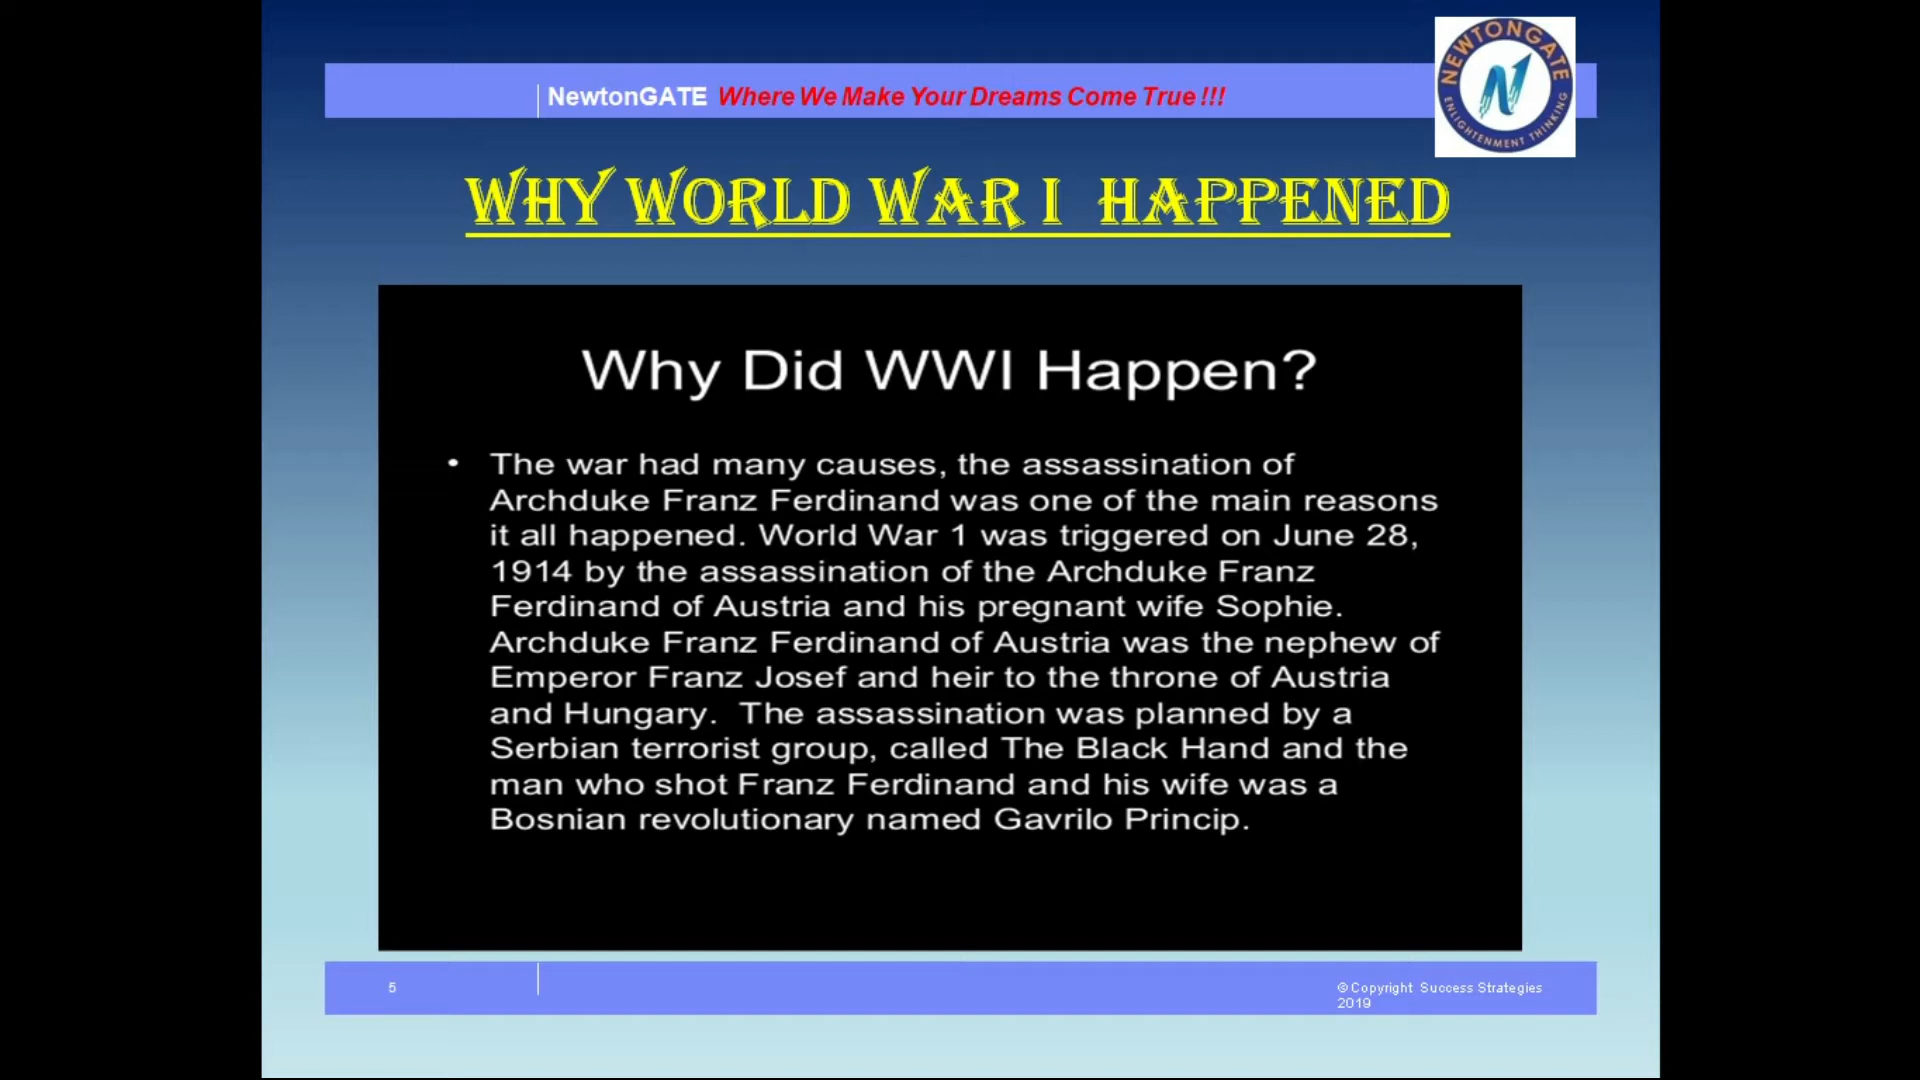 NewtonGATE Where We Make Your Dreams Come True !!!
NEWTONGATE
ENLIGHTENMENT THINKING
WHY WORLD WAR I HAPPENED
Why Did WWI Happen?
• The war had many causes, the assassination of
Archduke Franz Ferdinand was one of the main reasons
it all happened. World War 1 was triggered on June 28,
1914 by the assassination of the Archduke Franz
Ferdinand of Austria and his pregnant wife Sophie.
Archduke Franz Ferdinand of Austria was the nephew of
Emperor Franz Josef and heir to the throne of Austria
and Hungary.  The assassination was planned by a
Serbian terrorist group, called The Black Hand and the
man who shot Franz Ferdinand and his wife was a
Bosnian revolutionary named Gavrilo Princip.
5
© Copyright Success Strategies
2019